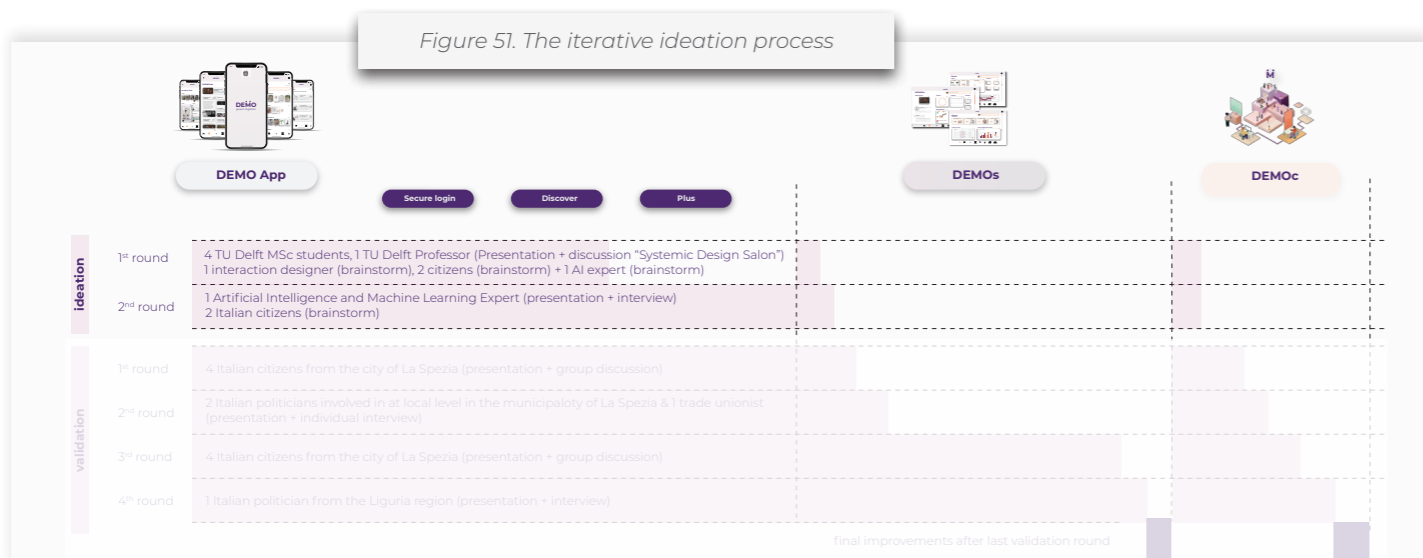 Figure 51. The iterative ideation process
DEMO
DEMO App
DEMOs
DEMOc
Secure login
Discover
Plus
ideation
1st round
4 TU Delft MSc students, 1 TU Delft Professor (Presentation + discussion “Systemic Design Salon”)
1 interaction designer (brainstorm), 2 citizens (brainstorm) + 1 AI expert (brainstorm)
2nd round
1 Artificial Intelligence and Machine Learning Expert (presentation + interview)
2 Italian citizens (brainstorm)
validation
1st round
4 Italian citizens from the city of La Spezia (presentation + group discussion)
2nd round
2 Italian politicians involved in at local level in the municipaloty of La Spezia & 1 trade unionist
(presentation + individual interview)
3rd round
4 Italian citizens from the city of La Spezia (presentation + group discussion)
4th round
1 Italian politician from the Liguria region (presentation + interview)
final improvements after last validation round